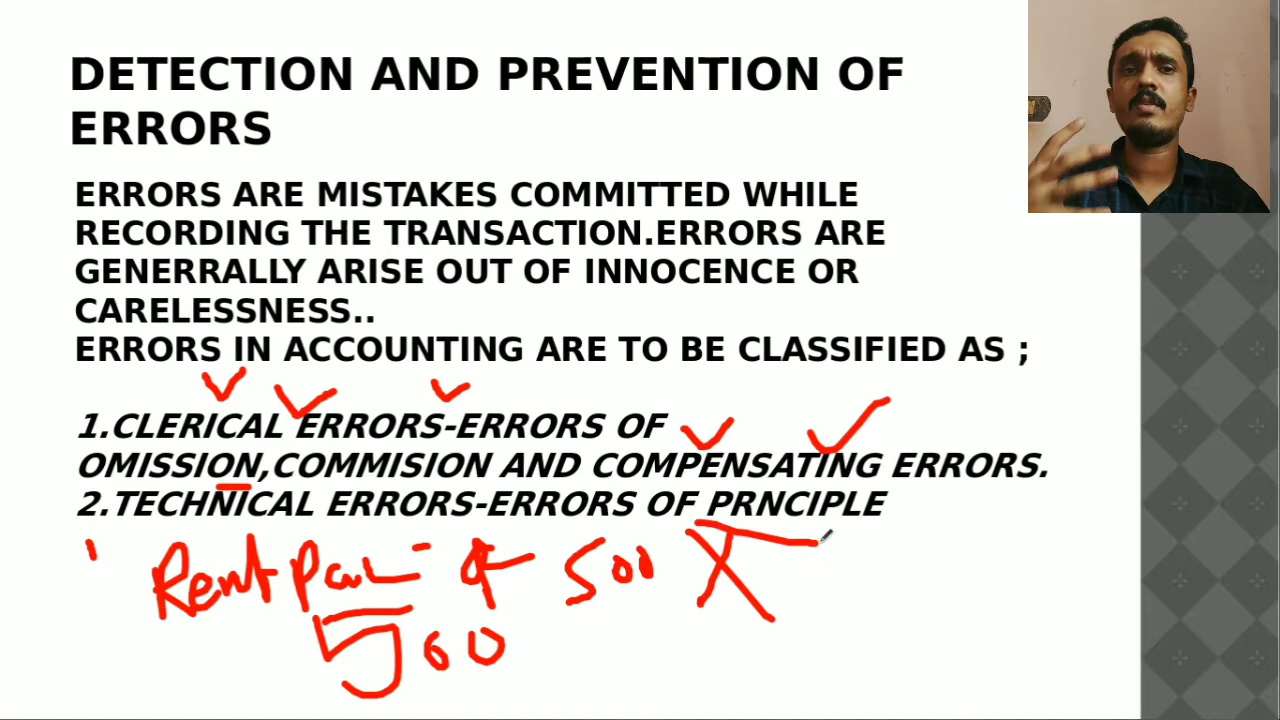 DETECTION AND PREVENTION OF
ERRORS
ERRORS ARE MISTAKES COMMITTED WHILE
RECORDING THE TRANSACTION.ERRORS ARE
GENERRALLY ARISE OUT OF INNOCENCE OR
CARELESSNESS..
ERRORS IN ACCOUNTING ARE TO BE CLASSIFIED AS ;
1.CLERICAL ERRORS-ERRORS OF
OMISSION,COMMISION AND COMPENSATING ERRORS.
2.TECHNICAL ERRORS-ERRORS OF PRNCIPLE
Rent 500
500